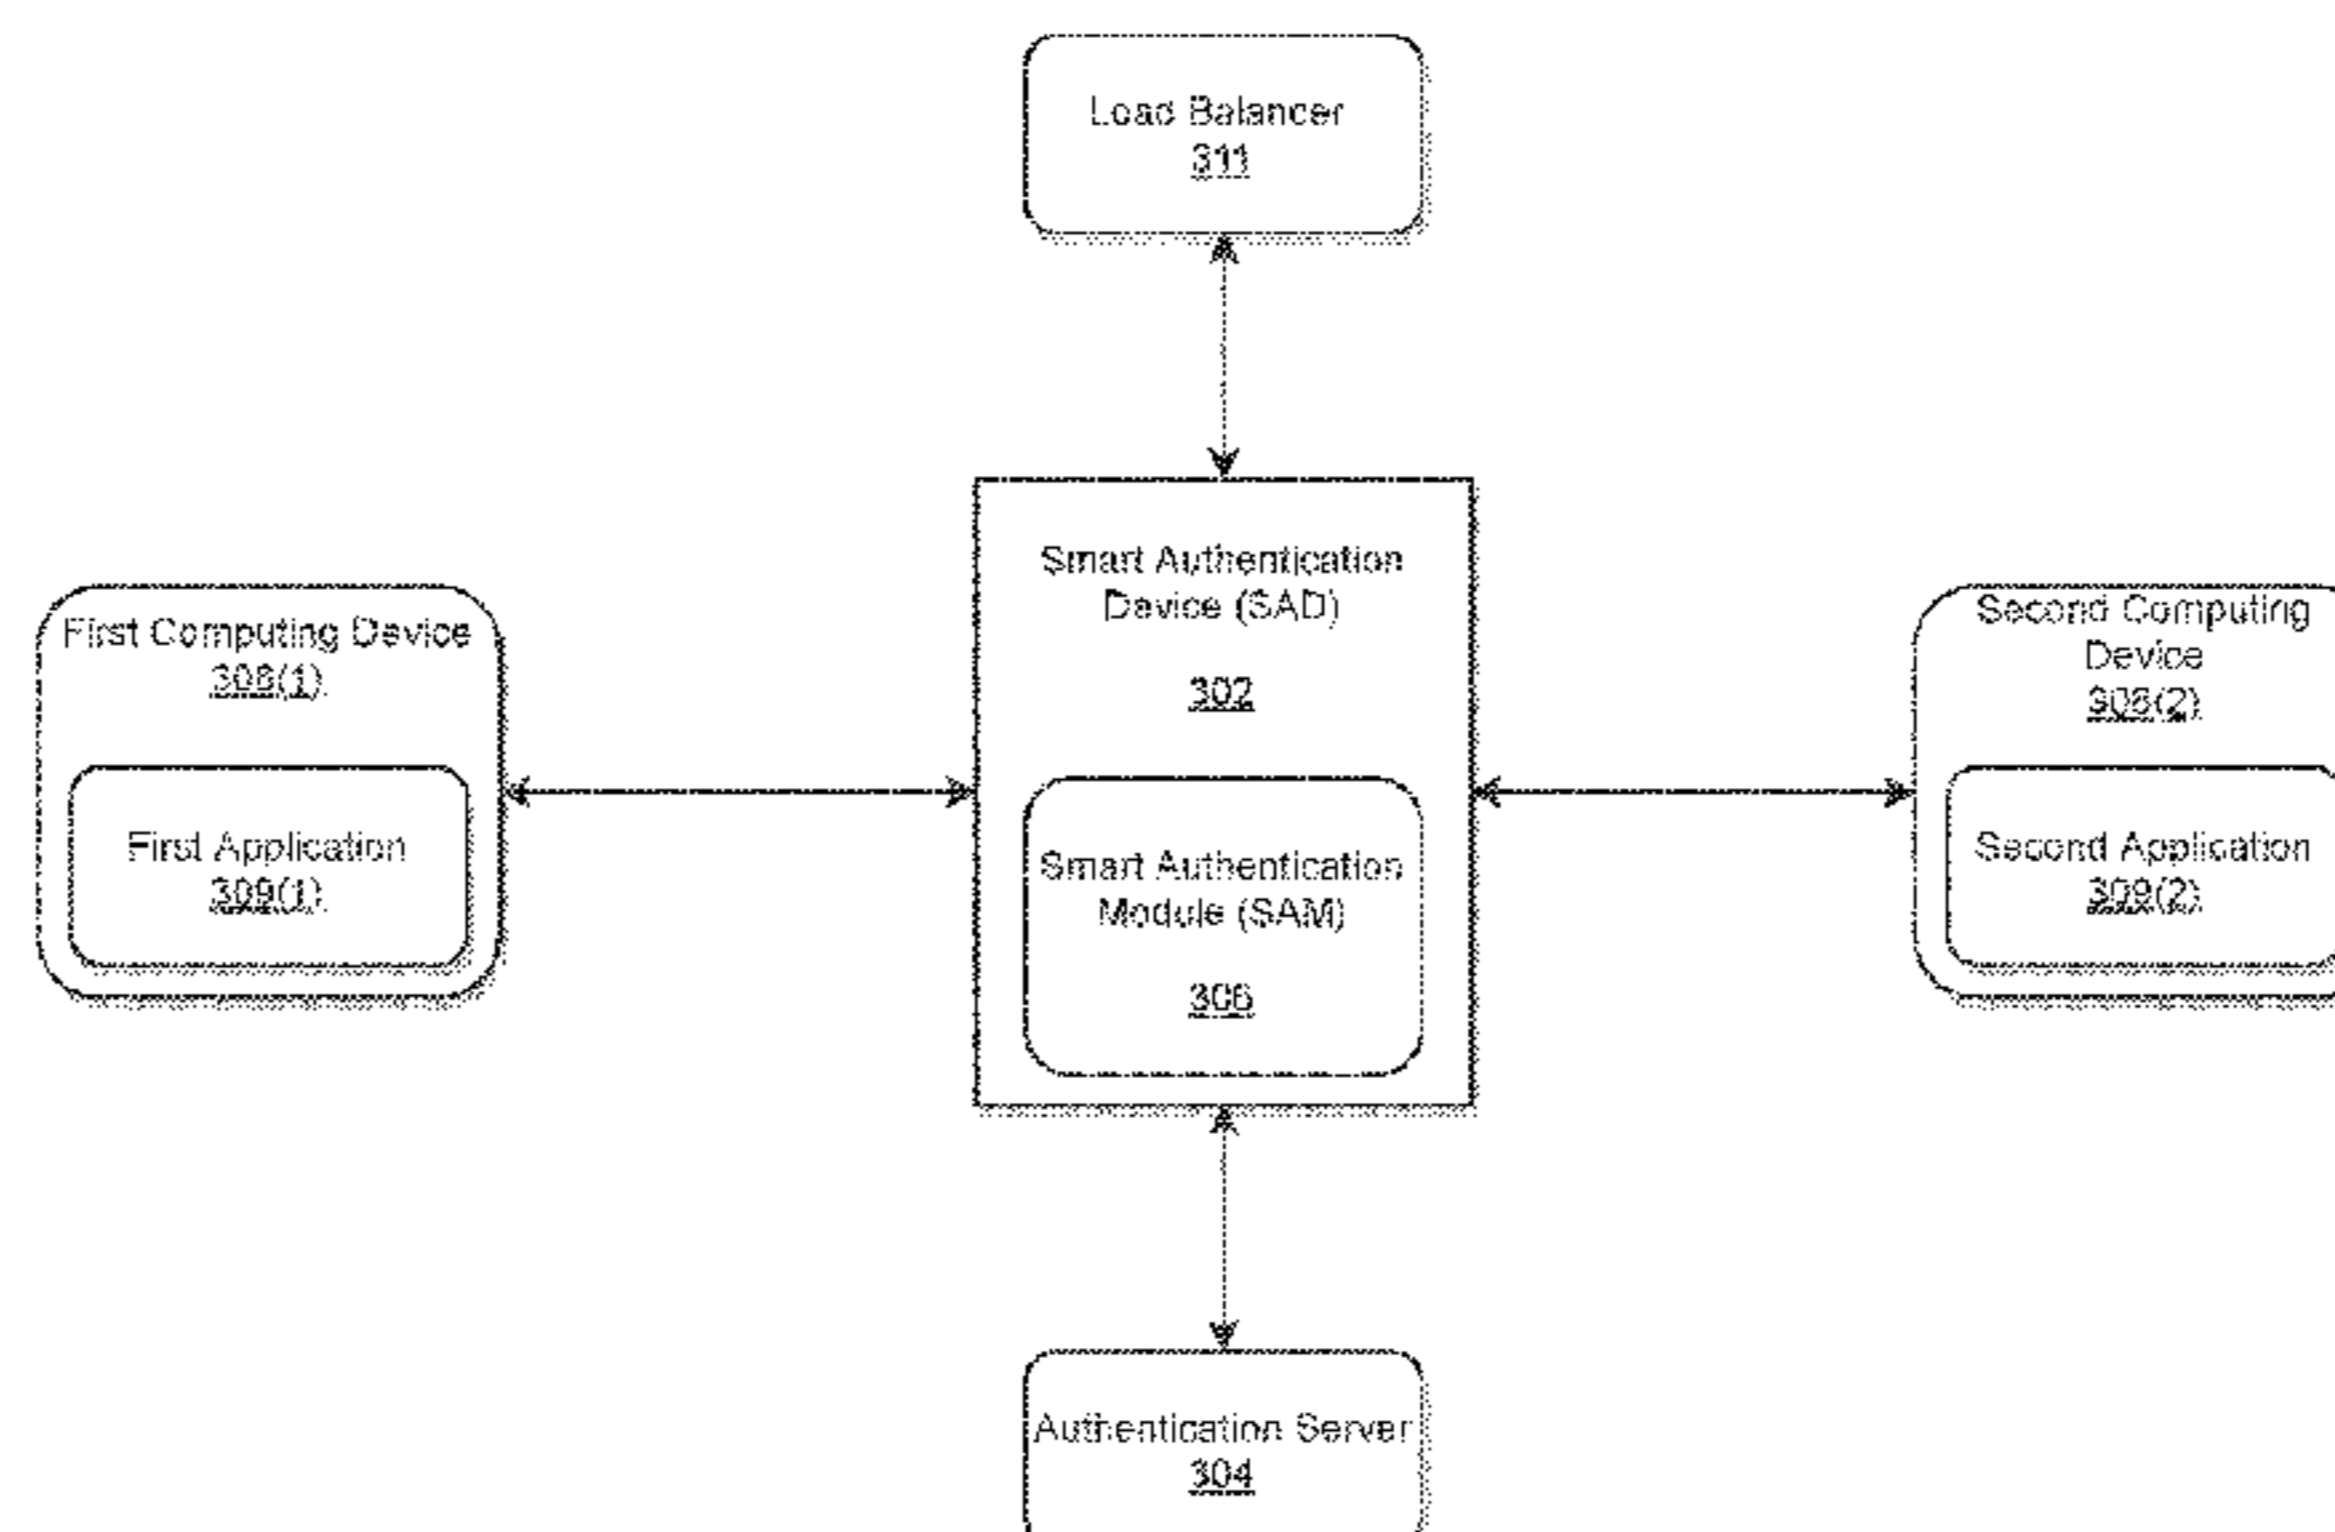 Load Balancer
311
Smart Authentication
Device (SAD)
302
First Computing Device
308(1)
First Application
309(1)
Smart Authentication
Module (SAM)
306
Second Computing
Device
308(2)
Second Application
309(2)
Authentication Server
304